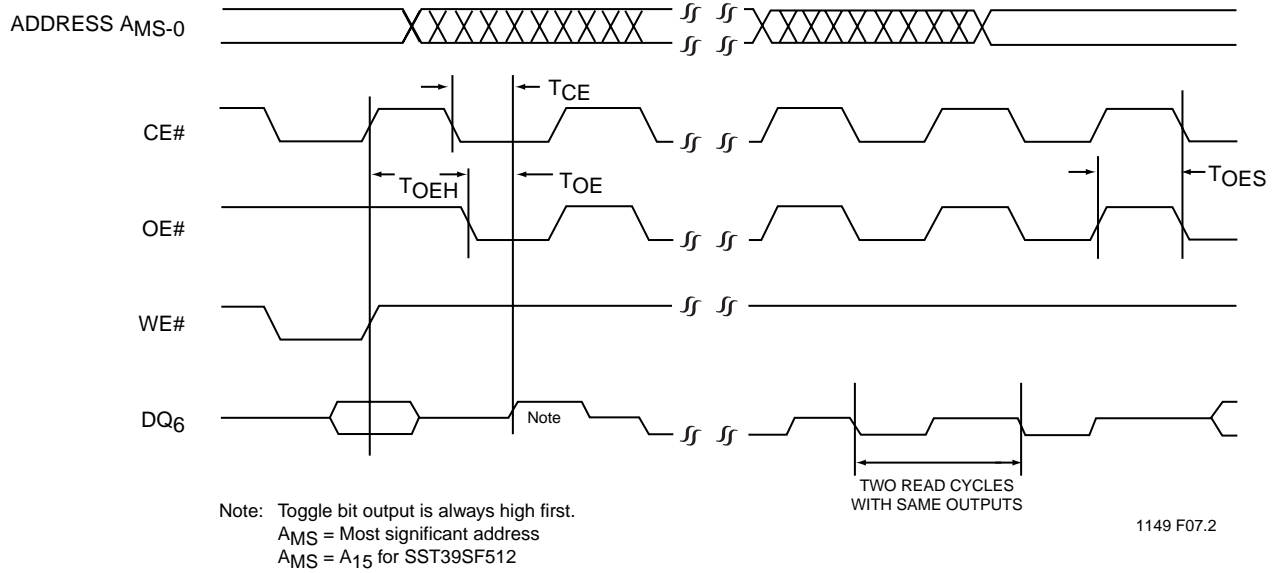 ADDRESS AMS-0
TCE
CE#
TOEH
TOE
TOES
OE#
WE#
DQ6
Note
TWO READ CYCLES
WITH SAME OUTPUTS
Note: Toggle bit output is always high first.
AMS = Most significant address
AMS = A15 for SST39SF512
1149 F07.2